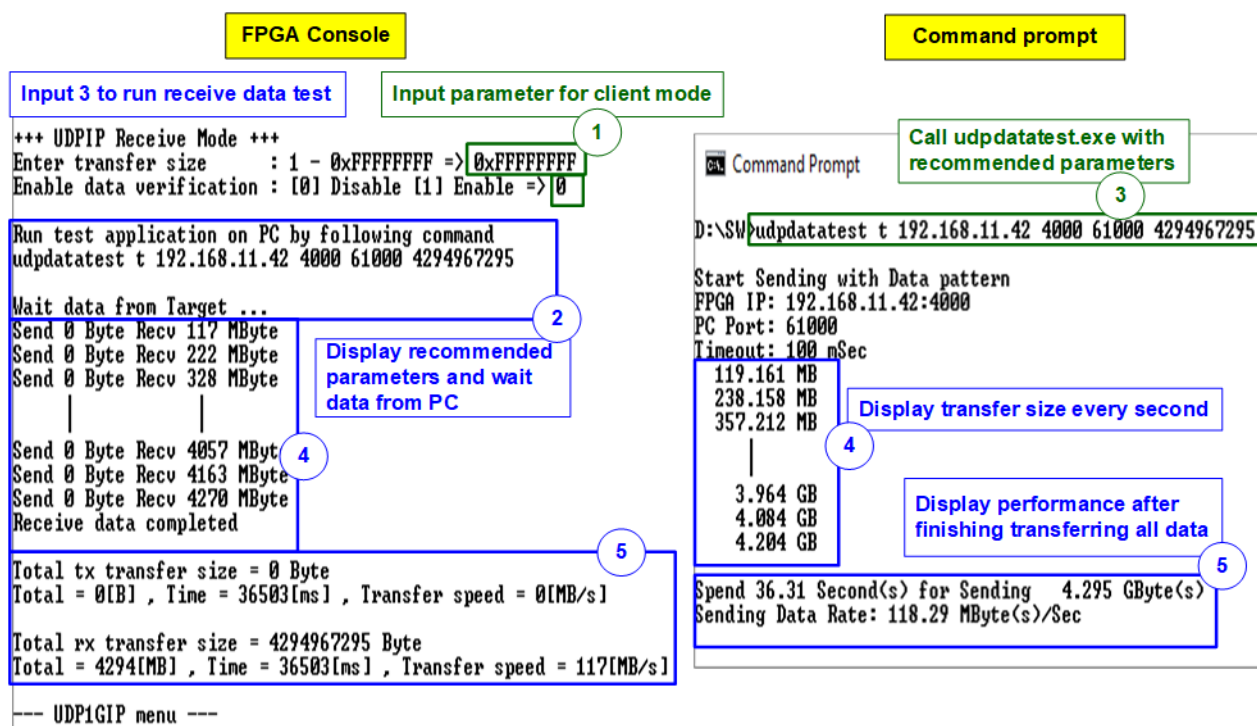 FPGA Console
Input 3 to run receive data test
Input parameter for client mode
1
+++ UDPIP Receive Mode +++
Enter transfer size : 1 - 0xFFFFFFFF => 0xFFFFFFFF
Enable data verification : [0] Disable [1] Enable => 0
Run test application on PC by following command
udpdatatest t 192.168.11.42 4000 61000 4294967295
Wait data from Target ...
2
Send 0 Byte Recv 117 MByte
Send 0 Byte Recv 222 MByte
Send 0 Byte Recv 328 MByte
Display recommended
parameters and wait
data from PC
Send 0 Byte Recv 4057 MByt
Send 0 Byte Recv 4163 MByte
Send 0 Byte Recv 4270 MByte
4
Receive data completed
5
Total tx transfer size = 0 Byte
Total = 0[B] , Time = 36503[ms] , Transfer speed = 0[MB/s]
Total rx transfer size = 4294967295 Byte
Total = 4294[MB] , Time = 36503[ms] , Transfer speed = 117[MB/s]
--- UDP1GIP menu ---
Command prompt
Call udpdatatest.exe with
recommended parameters
3
Command Prompt
D:\SW>udpdatatest t 192.168.11.42 4000 61000 4294967295
Start Sending with Data pattern
FPGA IP: 192.168.11.42:4000
PC Port: 61000
Timeout: 100 mSec
119.161 MB
238.158 MB
357.212 MB
Display transfer size every second
4
3.964 GB
4.084 GB
4.204 GB
Display performance after
finishing transferring all data
5
Spend 36.31 Second(s) for Sending 4.295 GByte(s)
Sending Data Rate: 118.29 MByte(s)/Sec